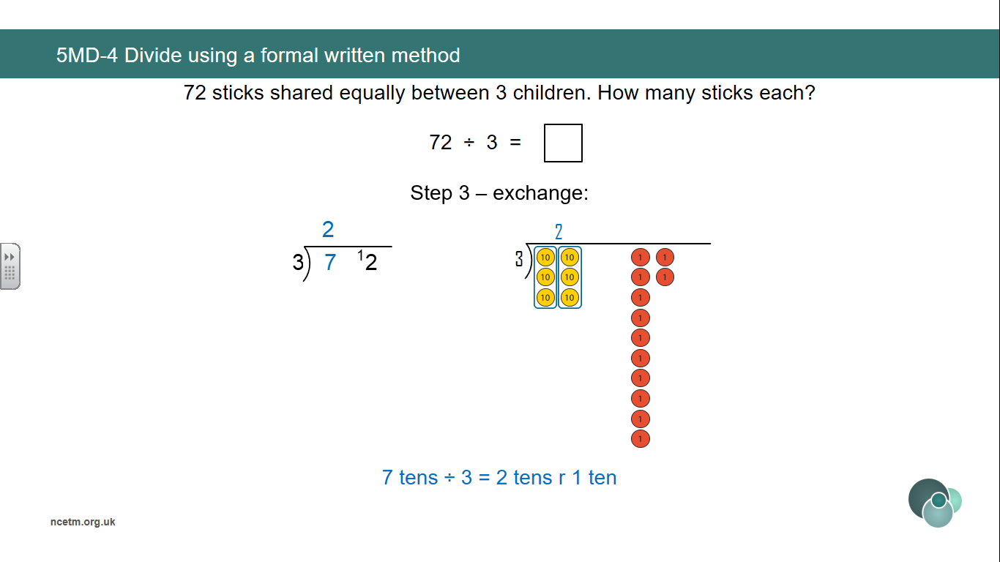 5MD-4 Divide using a formal written method
72 sticks shared equally between 3 children. How many sticks each?
72 ÷ 3 =
Step 3 – exchange:
2
3 7 ¹2
2
3
10 10 1 1
10 10 1 1
10 10 1
1
1
1
1
1
1
1
7 tens ÷ 3 = 2 tens r 1 ten
ncetm.org.uk